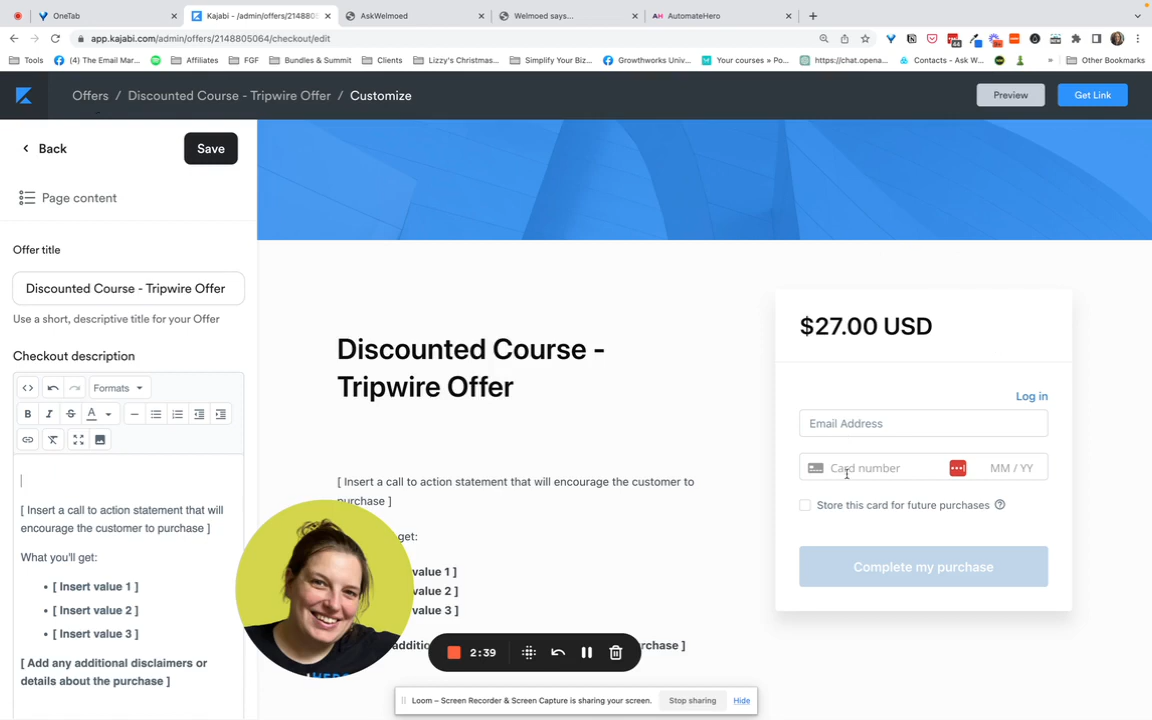 OneTab
Kajabi - /admin/offers/2148805
AskWelmoed
Welmoed says...
AutomateHero
app.kajabi.com/admin/offers/2148805064/checkout/edit
Tools
(4) The Email Mar...
Affiliates
FGF
Bundles & Summit
Clients
Lizzy's Christmas...
Simplify Your Biz...
Growthworks Univ...
Your courses » Po...
https://chat.opena...
Contacts - Ask W...
»
Other Bookmarks
Offers / Discounted Course - Tripwire Offer / Customize
Preview
Get Link
Back
Save
Page content
Offer title
Discounted Course - Tripwire Offer
Use a short, descriptive title for your Offer
Checkout description
Formats
B I S A
[ Insert a call to action statement that will
encourage the customer to purchase ]
What you'll get:
• [ Insert value 1 ]
• [ Insert value 2 ]
• [ Insert value 3 ]
[ Add any additional disclaimers or
details about the purchase ]
Discounted Course -
Tripwire Offer
[ Insert a call to action statement that will encourage the customer to
purchase ]
get:
value 1 ]
value 2 ]
value 3 ]
purchase ]
$27.00 USD
Log in
Email Address
Card number
MM / YY
Store this card for future purchases
Complete my purchase
2:39
Loom – Screen Recorder & Screen Capture is sharing your screen.
Stop sharing
Hide